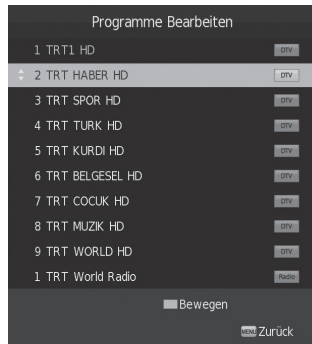 Programme Bearbeiten
1 TRT1 HD DTV
2 TRT HABER HD DTV
3 TRT SPOR HD DTV
4 TRT TURK HD DTV
5 TRT KURDI HD DTV
6 TRT BELGESEL HD DTV
7 TRT COCUK HD DTV
8 TRT MUZIK HD DTV
9 TRT WORLD HD DTV
1 TRT World Radio Radio
Bewegen
MENU Zurück